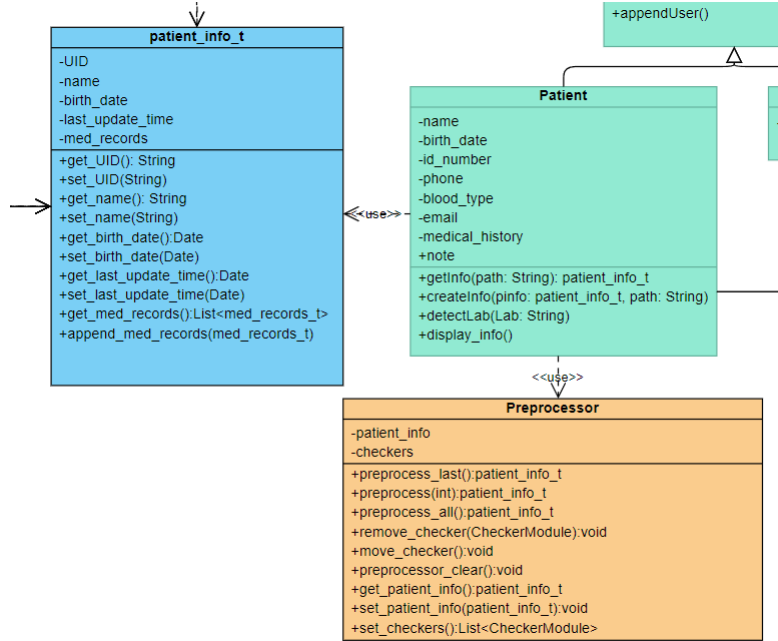 +appendUser()
patient_info_t
-UID
-name
-birth_date
-last_update_time
-med_records
+get_UID(): String
+set_UID(String)
+get_name(): String
+set_name(String)
+get_birth_date():Date
+set_birth_date(Date)
+get_last_update_time():Date
+set_last_update_time(Date)
+get_med_records():List<med_records_t>
+append_med_records(med_records_t)
<<use>>
Patient
-name
-birth_date
-id_number
-phone
-blood_type
-email
-medical_history
+note
+getInfo(path: String): patient_info_t
+createInfo(pinfo: patient_info_t, path: String)
+detectLab(Lab: String)
+display_info()
<<use>>
Preprocessor
-patient_info
-checkers
+preprocess_last():patient_info_t
+preprocess(int):patient_info_t
+preprocess_all():patient_info_t
+remove_checker(CheckerModule):void
+move_checker():void
+preprocessor_clear():void
+get_patient_info():patient_info_t
+set_patient_info(patient_info_t):void
+set_checkers():List<CheckerModule>